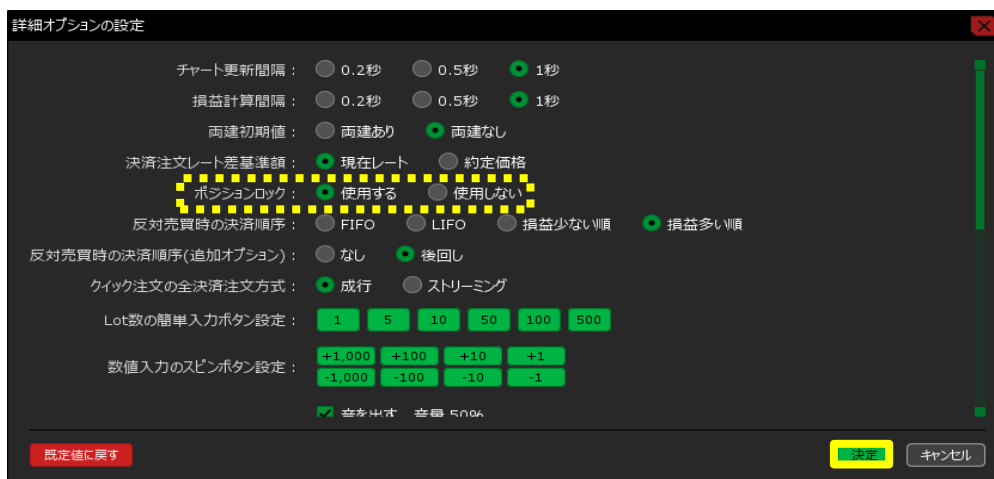 詳細オプションの設定
チャート更新間隔： 0.2秒 0.5秒 1秒
損益計算間隔： 0.2秒 0.5秒 1秒
両建初期値： 両建あり 両建なし
決済注文レート差基準額： 現在レート 約定価格
ポジションロック： 使用する 使用しない
反対売買時の決済順序： FIFO LIFO 損益少ない順 損益多い順
反対売買時の決済順序(追加オプション)： なし 後回し
クイック注文の全決済注文方式： 成行 ストリーミング
Lot数の簡単入力ボタン設定： 1 5 10 50 100 500
数値入力のスピンボタン設定：
+1,000 +100 +10 +1
-1,000 -100 -10 -1
音を出す 音量 50%
既定値に戻す 決定 キャンセル